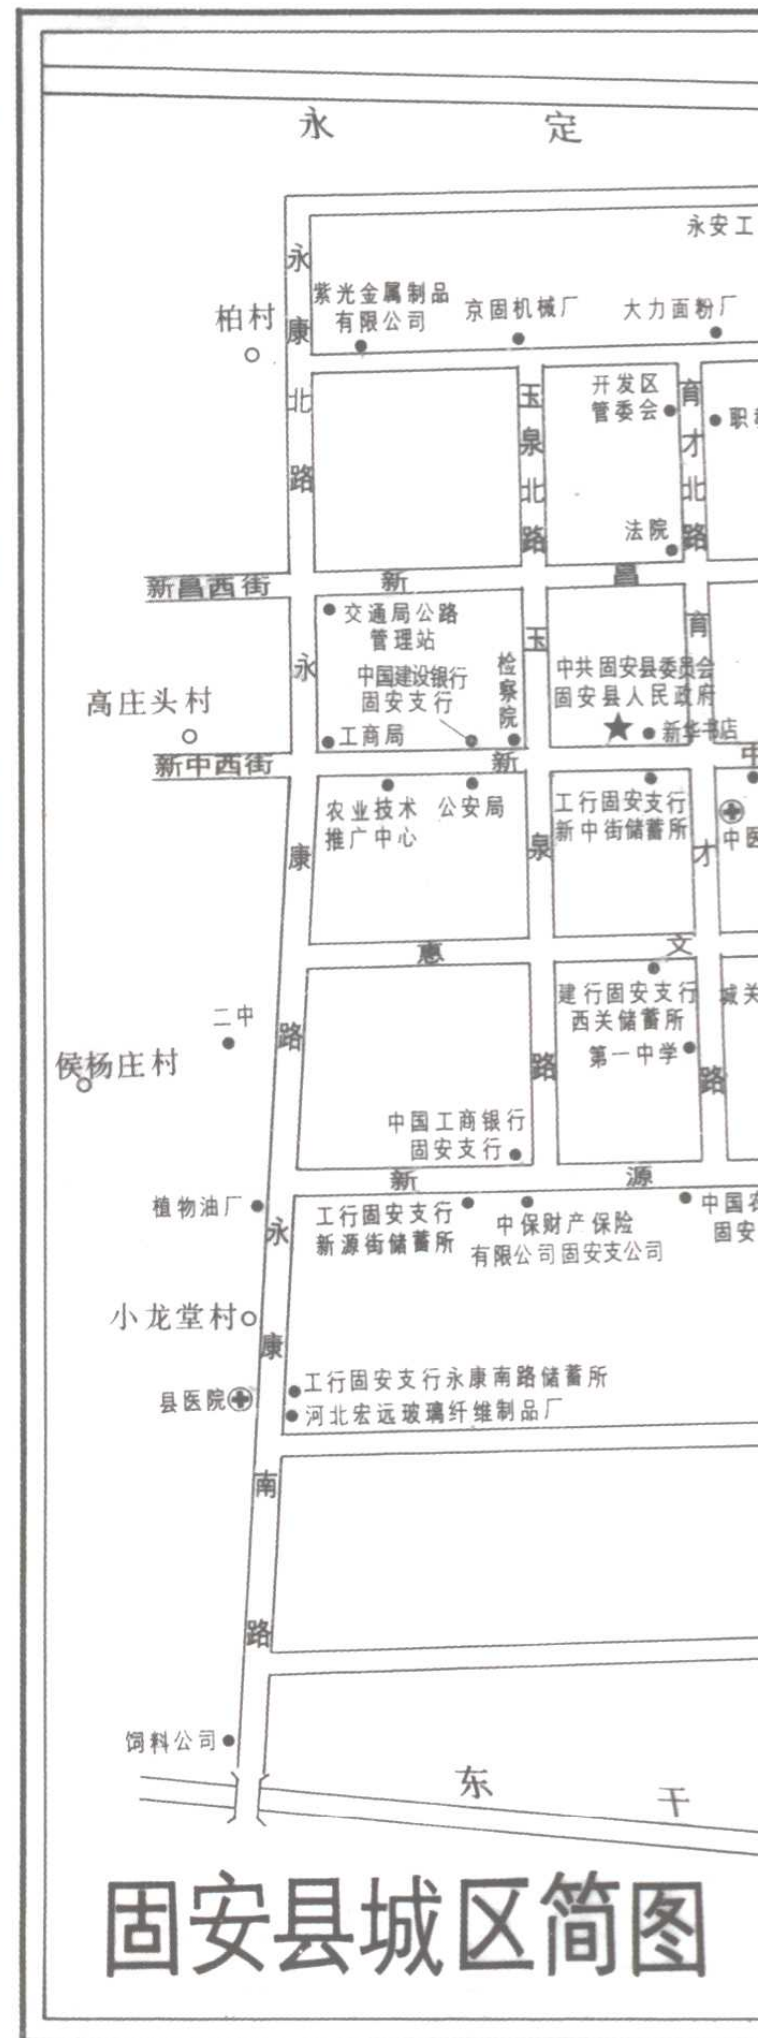 永 定
永安工
永康北路
紫光金属制品
有限公司
京固机械厂
大力面粉厂
柏村
玉泉北路
开发区
管委会
育才北路
职
法院
新昌西街
新 昌
交通局公路
管理站
永康路
中国建设银行
固安支行
检察院
玉泉路
中共固安县委员会
固安县人民政府
育才路
高庄头村
工商局
新华书店
新中西街
新 中
农业技术
推广中心
公安局
工行固安支行
新中街储蓄所
中医
惠 文
建行固安支行
西关储蓄所
城关
二中
第一中学
侯杨庄村
中国工商银行
固安支行
新 源
植物油厂
工行固安支行
新源街储蓄所
中保财产保险
有限公司固安支公司
中国农
固安
永康南路
小龙堂村
县医院
工行固安支行永康南路储蓄所
河北宏远玻璃纤维制品厂
饲料公司
东 干
固安县城区简图